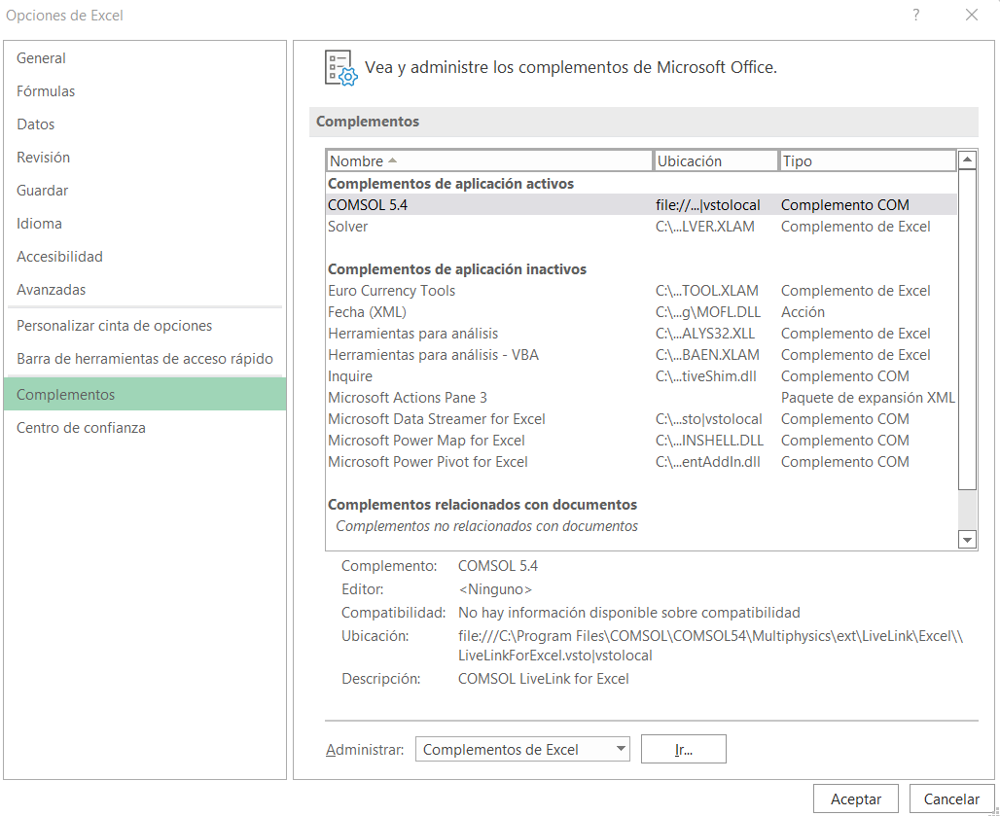 Opciones de Excel
General
Fórmulas
Datos
Revisión
Guardar
Idioma
Accesibilidad
Avanzadas
Personalizar cinta de opciones
Barra de herramientas de acceso rápido
Complementos
Centro de confianza
Vea y administre los complementos de Microsoft Office.
Complementos
Nombre Ubicación Tipo
Complementos de aplicación activos
COMSOL 5.4 file://...|vstolocal Complemento COM
Solver C:\...LVER.XLAM Complemento de Excel
Complementos de aplicación inactivos
Euro Currency Tools C:\...TOOL.XLAM Complemento de Excel
Fecha (XML) C:\...g\MOFL.DLL Acción
Herramientas para análisis C:\...ALYS32.XLL Complemento de Excel
Herramientas para análisis - VBA C:\...BAEN.XLAM Complemento de Excel
Inquire C:\...tiveShim.dll Complemento COM
Microsoft Actions Pane 3 Paquete de expansión XML
Microsoft Data Streamer for Excel C:\...sto|vstolocal Complemento COM
Microsoft Power Map for Excel C:\...INSHELL.DLL Complemento COM
Microsoft Power Pivot for Excel C:\...entAddIn.dll Complemento COM
Complementos relacionados con documentos
Complementos no relacionados con documentos
Complemento: COMSOL 5.4
Editor: <Ninguno>
Compatibilidad: No hay información disponible sobre compatibilidad
Ubicación: file:///C:\Program Files\COMSOL\COMSOL54\Multiphysics\ext\LiveLink\Excel\\
LiveLinkForExcel.vsto|vstolocal
Descripción: COMSOL LiveLink for Excel
Administrar: Complementos de Excel Ir...
Aceptar Cancelar